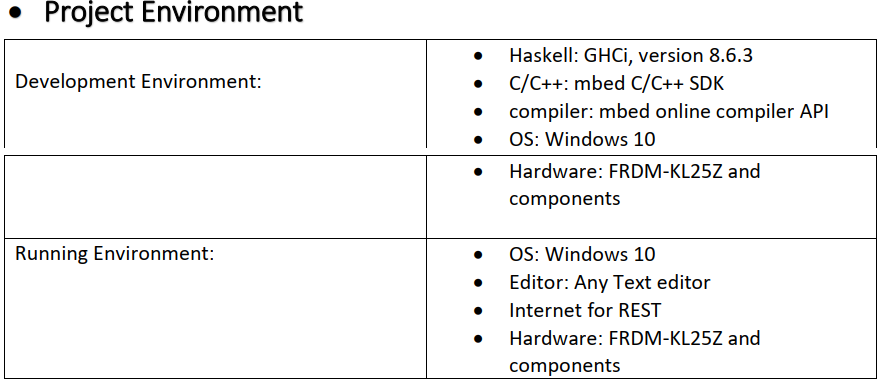 • Project Environment
Development Environment:
• Haskell: GHCi, version 8.6.3
• C/C++: mbed C/C++ SDK
• compiler: mbed online compiler API
• OS: Windows 10
• Hardware: FRDM-KL25Z and
components
Running Environment:
• OS: Windows 10
• Editor: Any Text editor
• Internet for REST
• Hardware: FRDM-KL25Z and
components